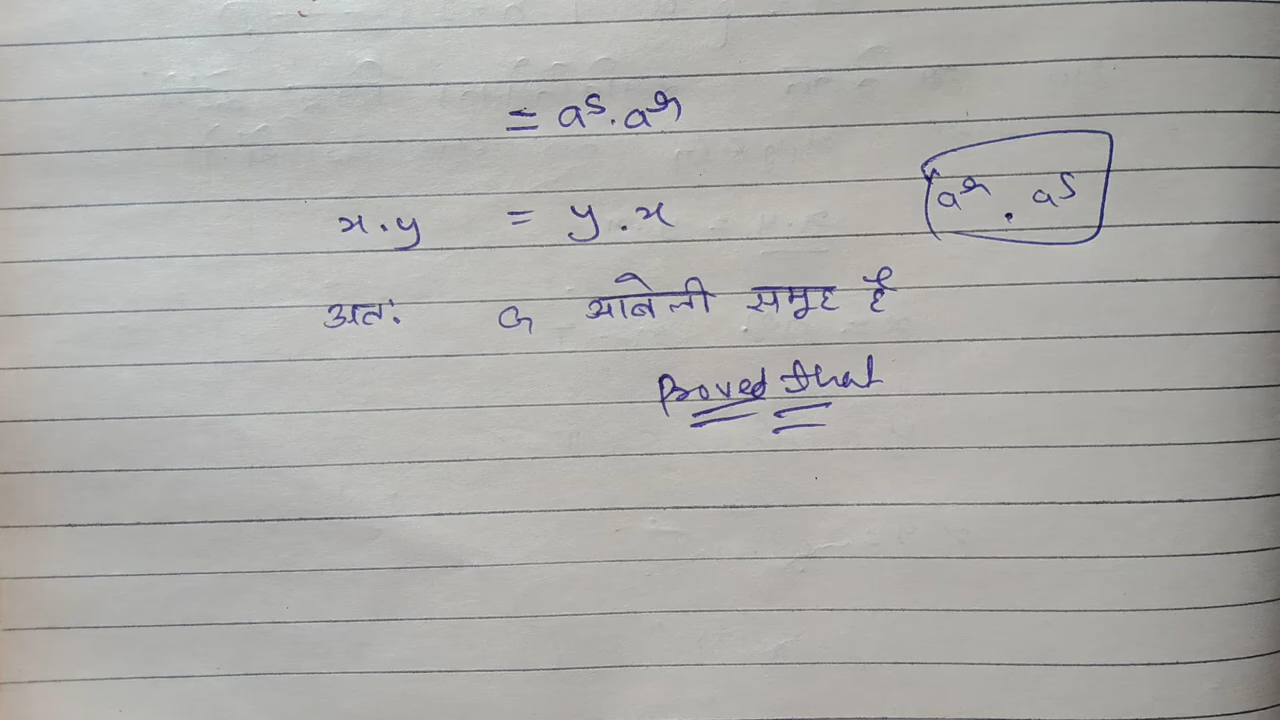 = a^s . a^r
x . y = y . x
a^r . a^s
अतः G आबेली समूह है
Proved that